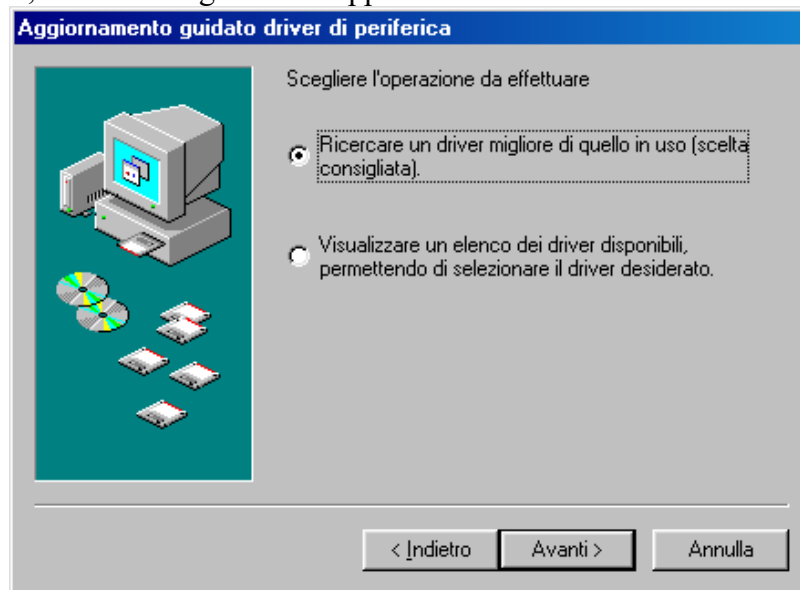 Aggiornamento guidato driver di periferica
Scegliere l'operazione da effettuare
Ricercare un driver migliore di quello in uso (scelta
consigliata).
Visualizzare un elenco dei driver disponibili,
permettendo di selezionare il driver desiderato.
< Indietro
Avanti >
Annulla